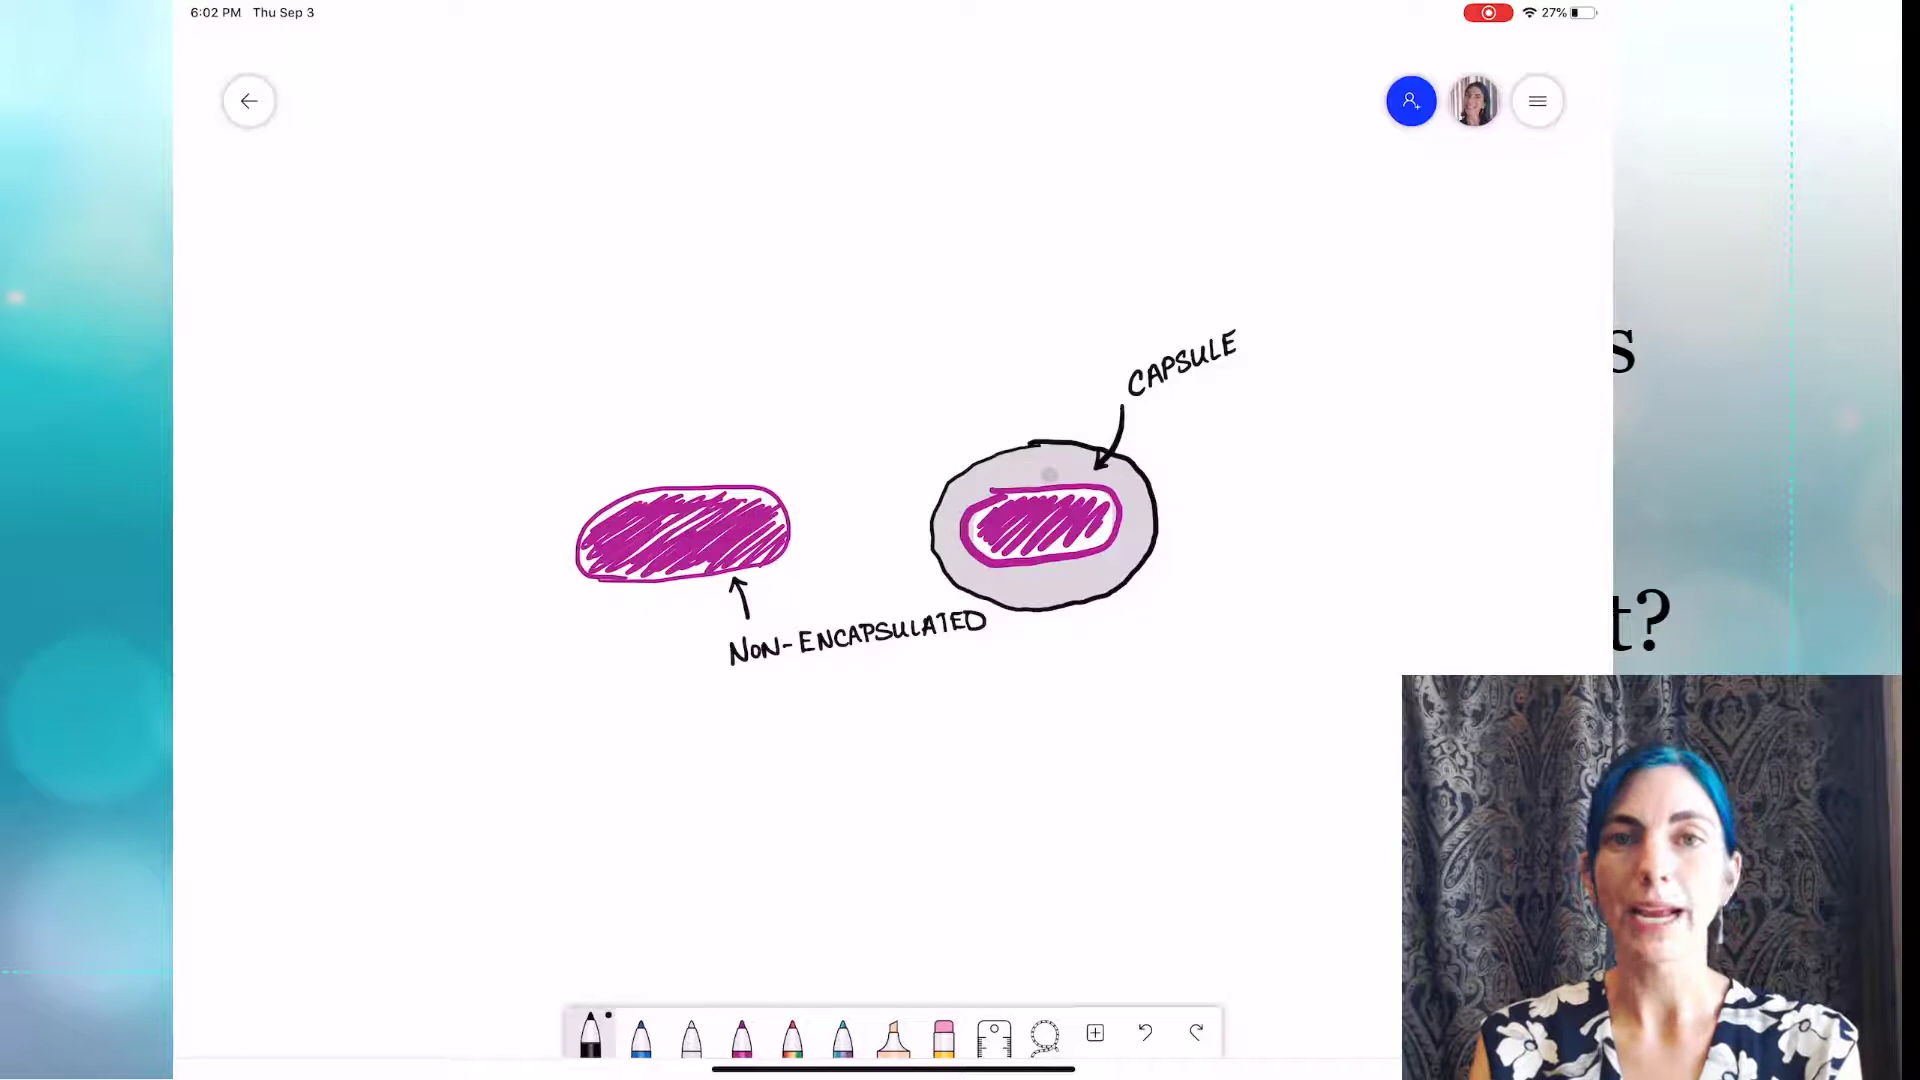 6:02 PM Thu Sep 3
27%
CAPSULE
s
NON-ENCAPSULATED
t?